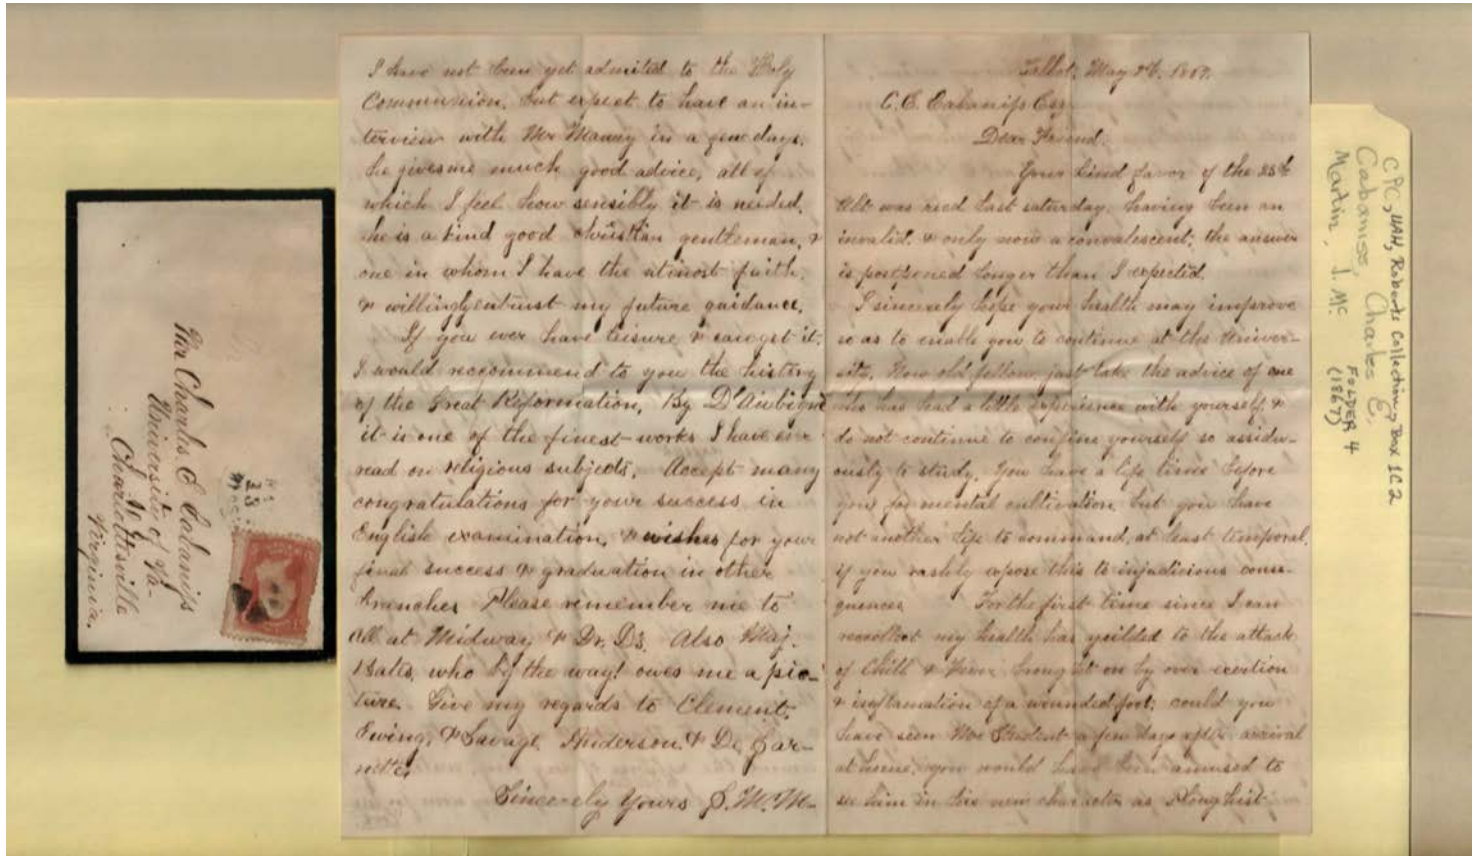 Talbot, May 8th. 1867.
C. E. Cabaniss Esq
Dear Friend.
Your kind favor of the 25th
Ult was recd last saturday. having been an
invalid. & only now a convalescent; the answer
is postponed longer than I expected.
I sincerely hope your health may improve
so as to enable you to continue at the Univer-
sity. Now old fellow just take the advice of one
who has had a little experience with yourself, &
do not continue to confine yourself so assidu-
ously to study. You have a life time before
you for mental cultivation, but you have
not another life to command, at least temporal,
if you rashly expose this to injudicious conse-
quences. For the first time since I can
recollect my health has yeilded to the attack
of Chill & Fever brought on by over exertion
& inflamation of a wounded foot; could you
have seen Mr Student a few days after arrival
at home, you would have been amused to
see him in his new character as Ploughist
I have not been yet admited to the Holy
Communion. but expect to have an in-
terview with Mr in a few days.
he gives me much good advice, all of
which I feel how sensibly it is needed.
he is a kind good christian gentleman, &
one in whom I have the utmost faith,
& willingly entrust my future guidance.
If you ever have leisure & can get it.
I would reccommend to you the history
of the Great Reformation, By D'Aubigne
it is one of the finest works I have ever
read on religious subjects. Accept many
congratulations for your success in
English examination, & wishes for your
final success & graduation in other
branches Please remember me to
all at Midway & Dr. D's. Also Maj.
who by the way! owes me a pic-
ture. Give my regards to Clement.
Ewing, & Savage Anderson. & De Jar-
nette.
Sincerely Yours J. M. M-
Mr Charles E Cabaniss
University of Va-
Charlottsville
Virginia.
CPC, UAH, Roberts Collection, Box 1C2
Cabaniss, Charles E.
Martin, J. Mc
FOLDER 4
(1867)